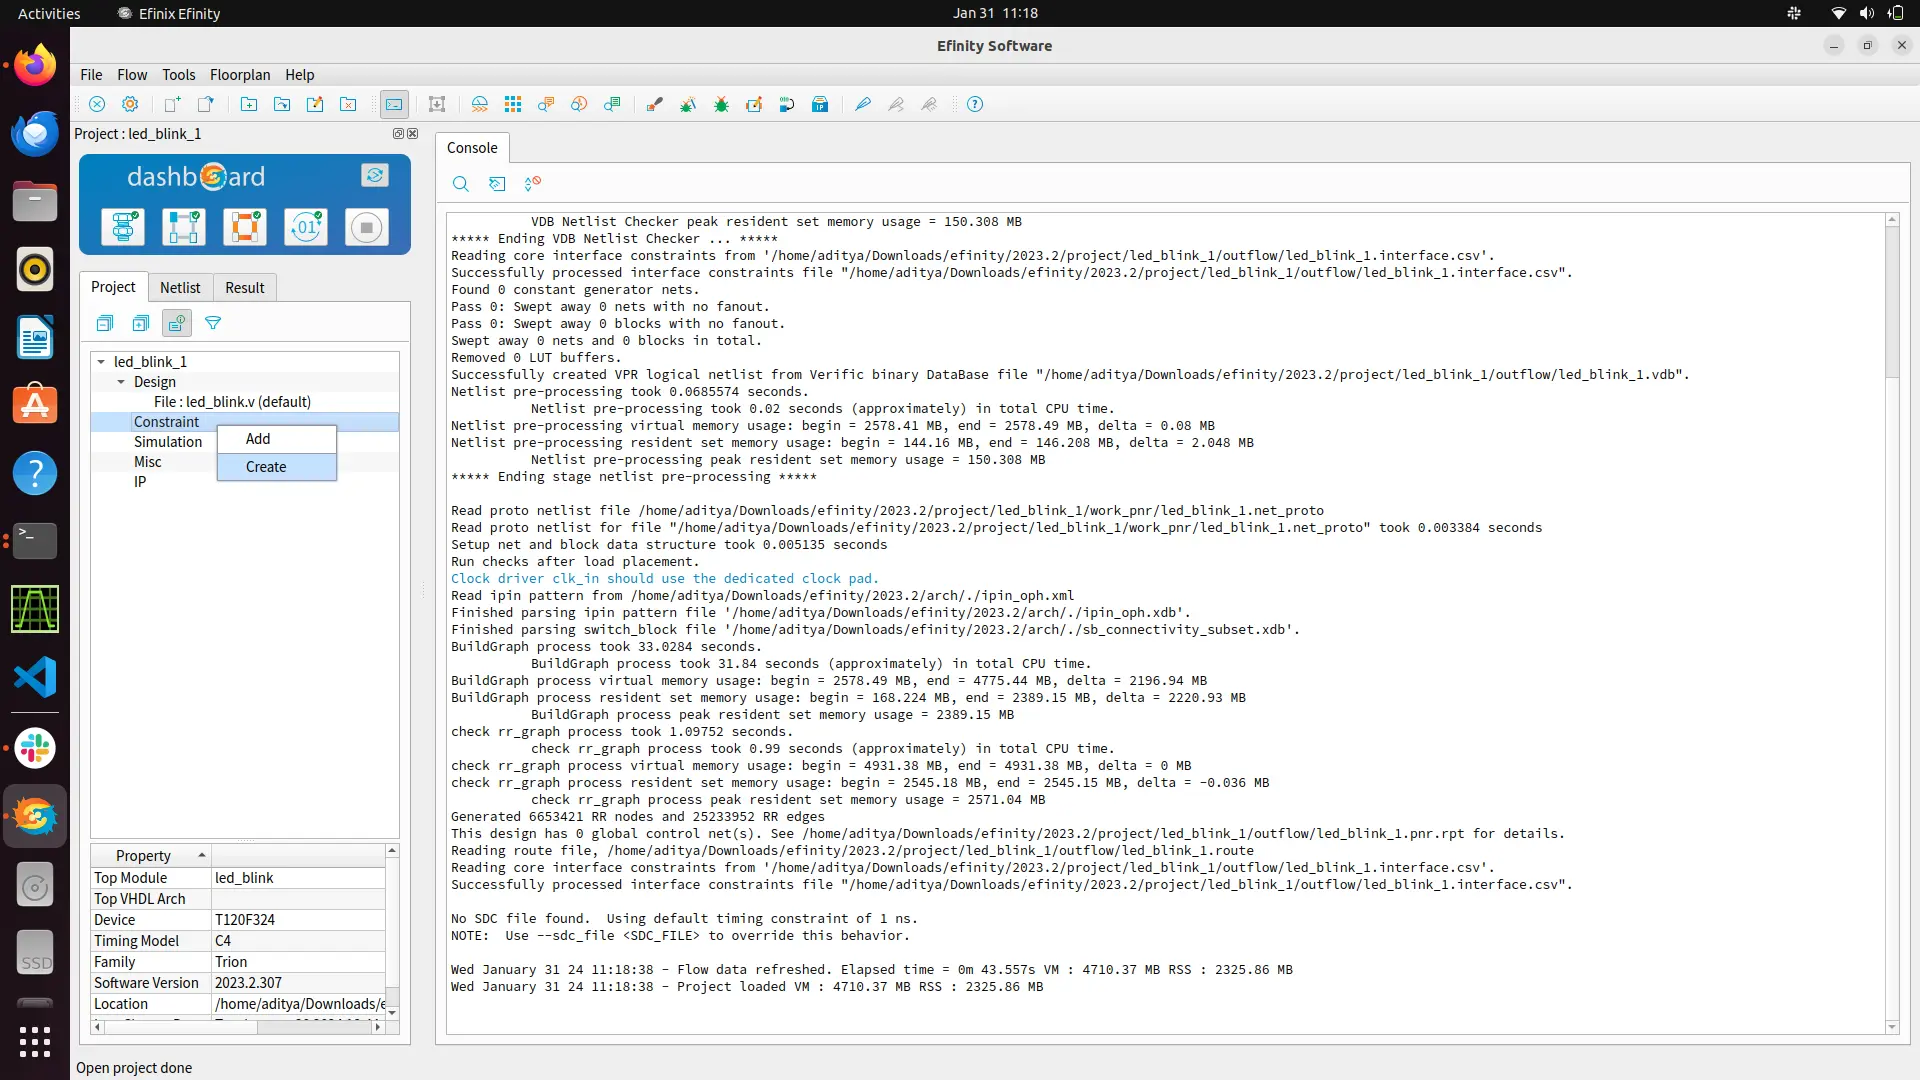 Activities
Efinix Efinity
Jan 31 11:18
Efinity Software
File Flow Tools Floorplan Help
Project : led_blink_1
dashboard
01
Project Netlist Result
led_blink_1
Design
File : led_blink.v (default)
Constraint
Simulation
Misc
IP
Add
Create
Property
Top Module led_blink
Top VHDL Arch
Device T120F324
Timing Model C4
Family Trion
Software Version 2023.2.307
Location /home/aditya/Downloads/e
Open project done
Console
VDB Netlist Checker peak resident set memory usage = 150.308 MB
***** Ending VDB Netlist Checker ... *****
Reading core interface constraints from '/home/aditya/Downloads/efinity/2023.2/project/led_blink_1/outflow/led_blink_1.interface.csv'.
Successfully processed interface constraints file "/home/aditya/Downloads/efinity/2023.2/project/led_blink_1/outflow/led_blink_1.interface.csv".
Found 0 constant generator nets.
Pass 0: Swept away 0 nets with no fanout.
Pass 0: Swept away 0 blocks with no fanout.
Swept away 0 nets and 0 blocks in total.
Removed 0 LUT buffers.
Successfully created VPR logical netlist from Verific binary DataBase file "/home/aditya/Downloads/efinity/2023.2/project/led_blink_1/outflow/led_blink_1.vdb".
Netlist pre-processing took 0.0685574 seconds.
Netlist pre-processing took 0.02 seconds (approximately) in total CPU time.
Netlist pre-processing virtual memory usage: begin = 2578.41 MB, end = 2578.49 MB, delta = 0.08 MB
Netlist pre-processing resident set memory usage: begin = 144.16 MB, end = 146.208 MB, delta = 2.048 MB
Netlist pre-processing peak resident set memory usage = 150.308 MB
***** Ending stage netlist pre-processing *****
Read proto netlist file /home/aditya/Downloads/efinity/2023.2/project/led_blink_1/work_pnr/led_blink_1.net_proto
Read proto netlist for file "/home/aditya/Downloads/efinity/2023.2/project/led_blink_1/work_pnr/led_blink_1.net_proto" took 0.003384 seconds
Setup net and block data structure took 0.005135 seconds
Run checks after load placement.
Clock driver clk_in should use the dedicated clock pad.
Read ipin pattern from /home/aditya/Downloads/efinity/2023.2/arch/./ipin_oph.xml
Finished parsing ipin pattern file '/home/aditya/Downloads/efinity/2023.2/arch/./ipin_oph.xdb'.
Finished parsing switch_block file '/home/aditya/Downloads/efinity/2023.2/arch/./sb_connectivity_subset.xdb'.
BuildGraph process took 33.0284 seconds.
BuildGraph process took 31.84 seconds (approximately) in total CPU time.
BuildGraph process virtual memory usage: begin = 2578.49 MB, end = 4775.44 MB, delta = 2196.94 MB
BuildGraph process resident set memory usage: begin = 168.224 MB, end = 2389.15 MB, delta = 2220.93 MB
BuildGraph process peak resident set memory usage = 2389.15 MB
check rr_graph process took 1.09752 seconds.
check rr_graph process took 0.99 seconds (approximately) in total CPU time.
check rr_graph process virtual memory usage: begin = 4931.38 MB, end = 4931.38 MB, delta = 0 MB
check rr_graph process resident set memory usage: begin = 2545.18 MB, end = 2545.15 MB, delta = -0.036 MB
check rr_graph process peak resident set memory usage = 2571.04 MB
Generated 6653421 RR nodes and 25233952 RR edges
This design has 0 global control net(s). See /home/aditya/Downloads/efinity/2023.2/project/led_blink_1/outflow/led_blink_1.pnr.rpt for details.
Reading route file, /home/aditya/Downloads/efinity/2023.2/project/led_blink_1/outflow/led_blink_1.route
Reading core interface constraints from '/home/aditya/Downloads/efinity/2023.2/project/led_blink_1/outflow/led_blink_1.interface.csv'.
Successfully processed interface constraints file "/home/aditya/Downloads/efinity/2023.2/project/led_blink_1/outflow/led_blink_1.interface.csv".
No SDC file found.  Using default timing constraint of 1 ns.
NOTE:  Use --sdc_file <SDC_FILE> to override this behavior.
Wed January 31 24 11:18:38 - Flow data refreshed. Elapsed time = 0m 43.557s VM : 4710.37 MB RSS : 2325.86 MB
Wed January 31 24 11:18:38 - Project loaded VM : 4710.37 MB RSS : 2325.86 MB
SSD